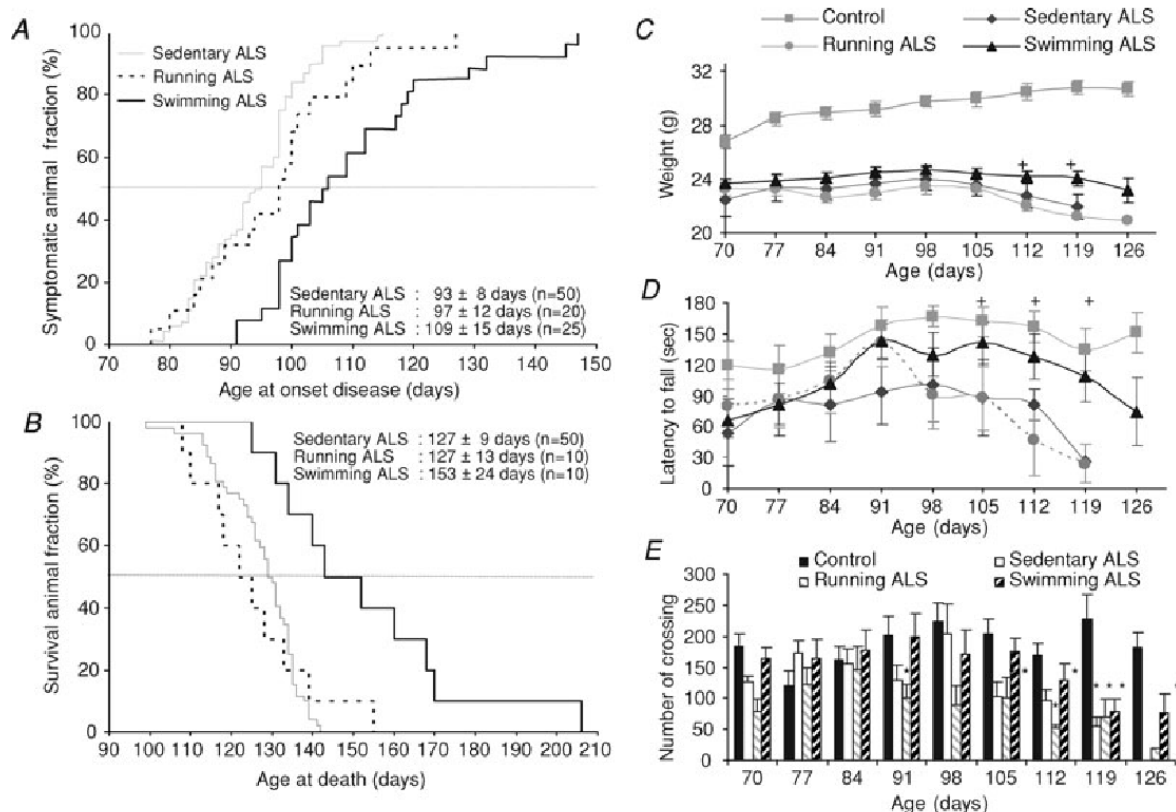 A
Symptomatic animal fraction (%)
100
80
60
40
20
0
Sedentary ALS
Running ALS
Swimming ALS
Sedentary ALS : 93 ± 8 days (n=50)
Running ALS : 97 ± 12 days (n=20)
Swimming ALS : 109 ± 15 days (n=25)
70 80 90 100 110 120 130 140 150
Age at onset disease (days)
B
Survival animal fraction (%)
100
80
60
40
20
0
Sedentary ALS : 127 ± 9 days (n=50)
Running ALS : 127 ± 13 days (n=10)
Swimming ALS : 153 ± 24 days (n=10)
90 100 110 120 130 140 150 160 170 180 190 200 210
Age at death (days)
C
Control Sedentary ALS
Running ALS Swimming ALS
Weight (g)
32
28
24
20
+ +
70 77 84 91 98 105 112 119 126
Age (days)
D
Latency to fall (sec)
180
150
120
90
60
30
0
+ + +
70 77 84 91 98 105 112 119 126
Age (days)
E
Control Sedentary ALS
Running ALS Swimming ALS
Number of crossing
300
250
200
150
100
50
0
* * * * * * * *
70 77 84 91 98 105 112 119 126
Age (days)